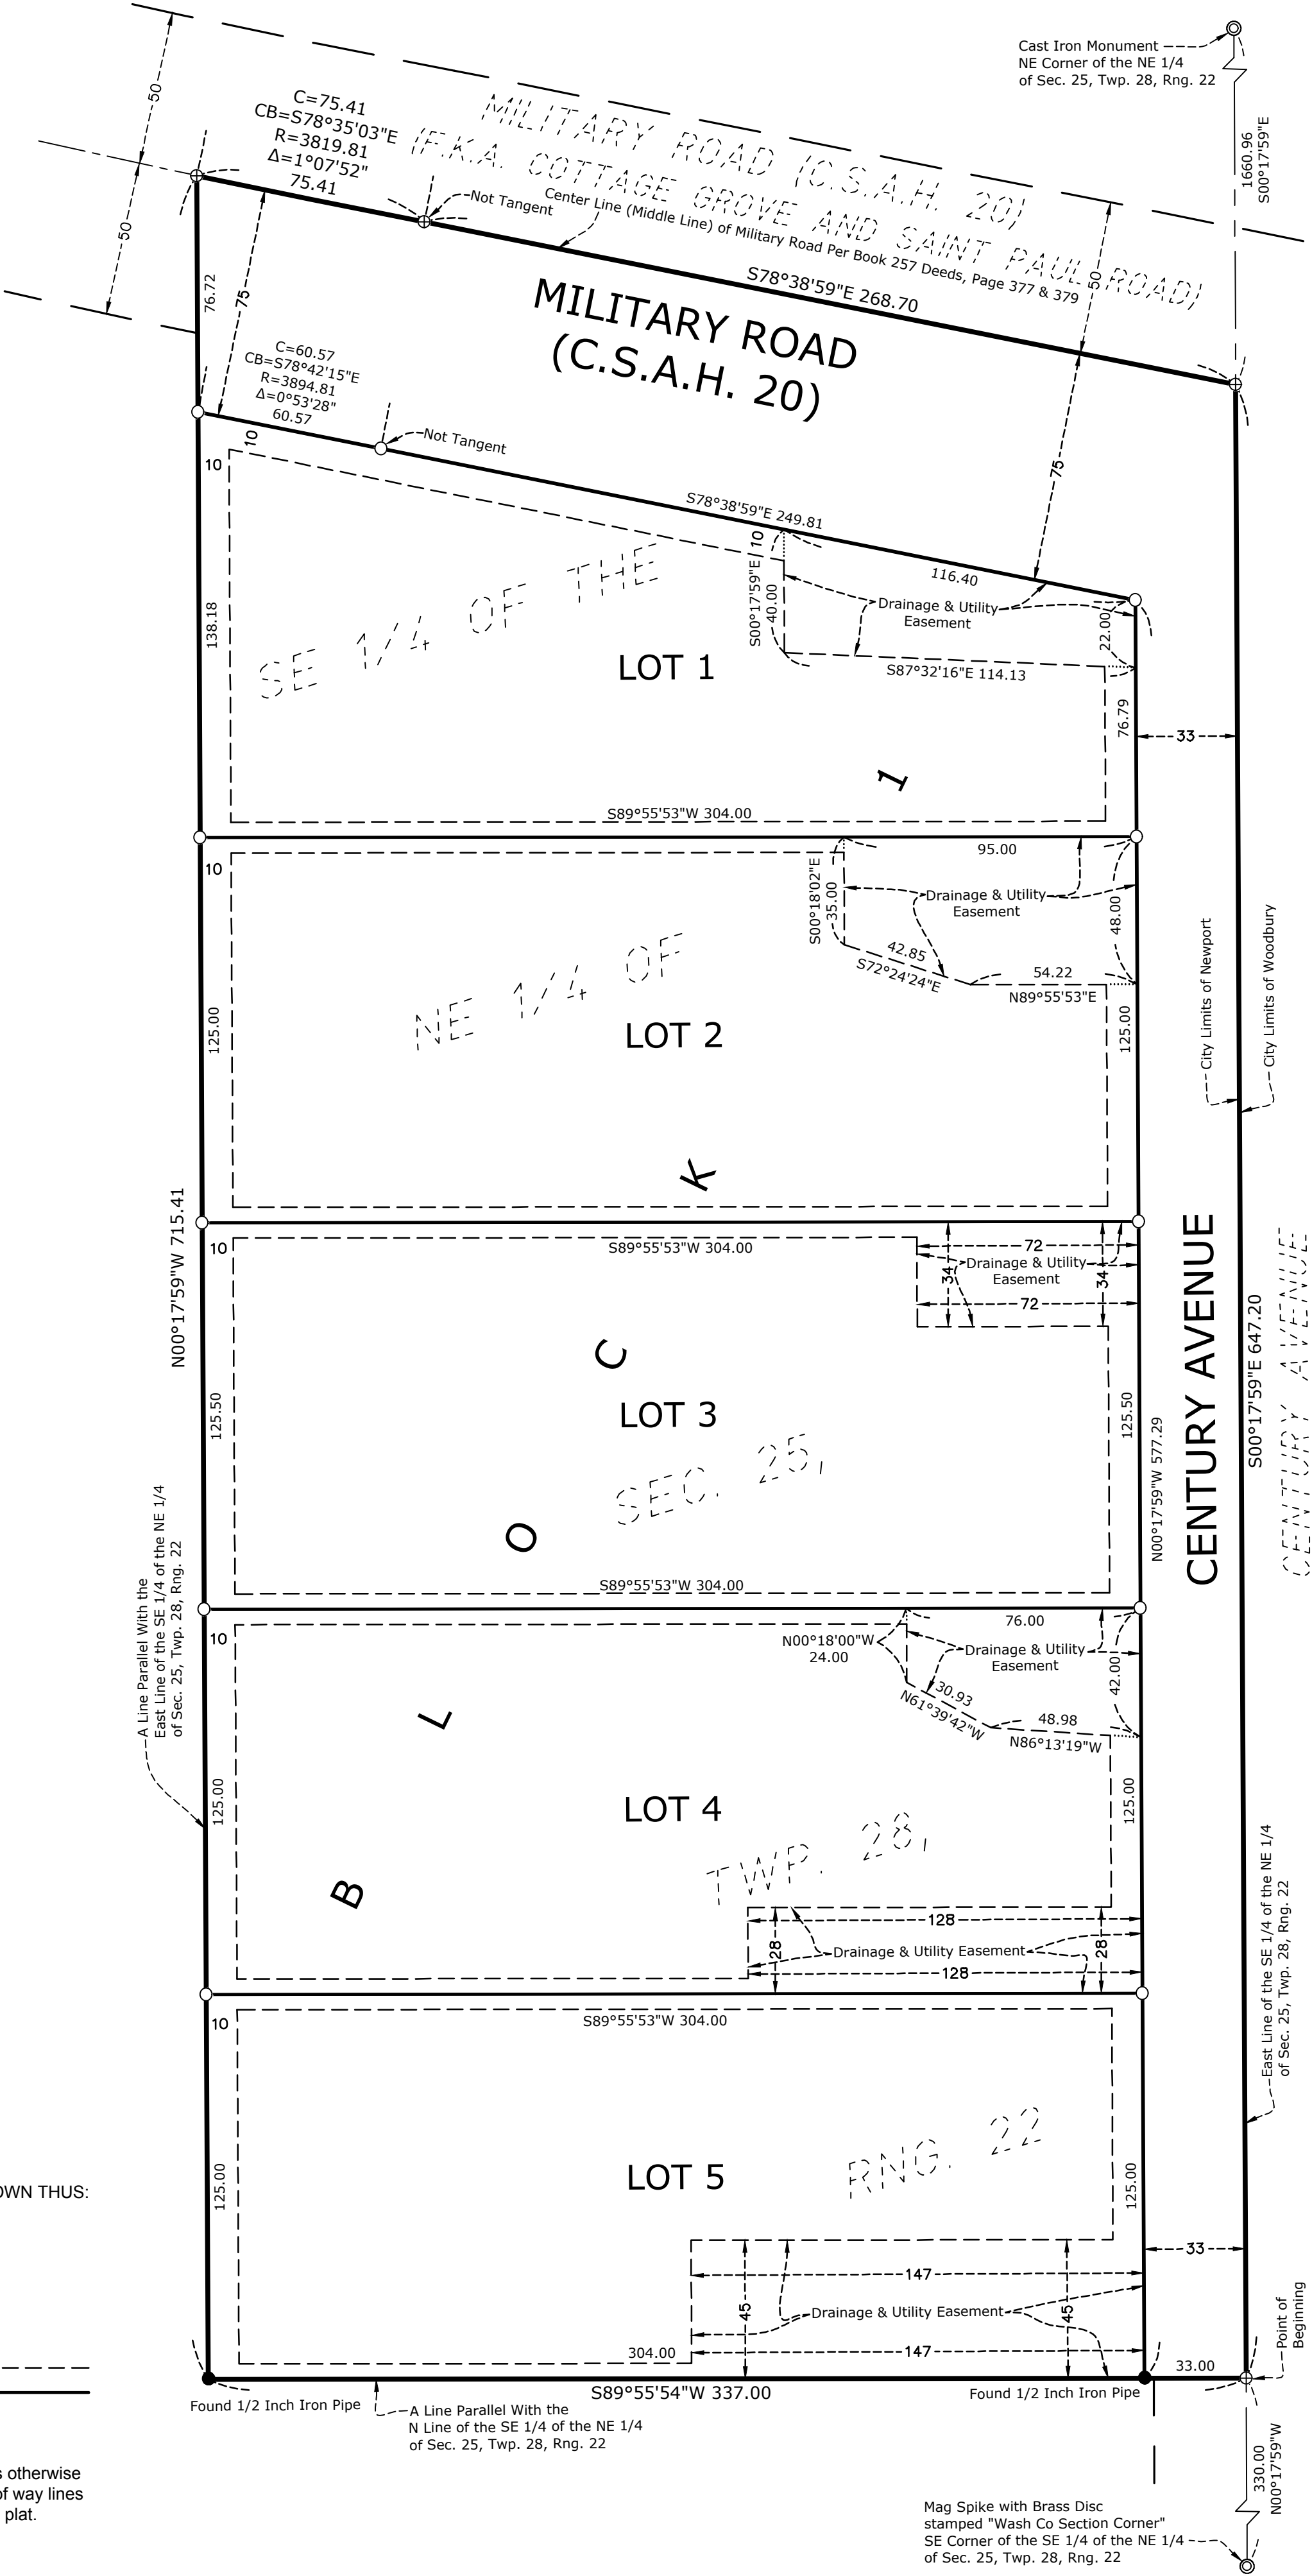 Cast Iron Monument
NE Corner of the NE 1/4
of Sec. 25, Twp. 28, Rng. 22
1660.96
S00°17'59"E
50
50
C=75.41
CB=S78°35'03"E
R=3819.81
Δ=1°07'52"
75.41
MILITARY ROAD (C.S.A.H. 20)
(F.K.A. COTTAGE GROVE AND SAINT PAUL ROAD)
Not Tangent
Center Line (Middle Line) of Military Road Per Book 257 Deeds, Page 377 & 379
S78°38'59"E 268.70
50
76.72
75
MILITARY ROAD
(C.S.A.H. 20)
C=60.57
CB=S78°42'15"E
R=3894.81
Δ=0°53'28"
60.57
Not Tangent
10
10
75
S78°38'59"E 249.81
10
116.40
S00°17'59"E
40.00
Drainage & Utility
Easement
22.00
S87°32'16"E 114.13
138.18
SE 1/4 OF THE
LOT 1
76.79
33
1
S89°55'53"W 304.00
10
95.00
S00°18'02"E
35.00
Drainage & Utility
Easement
48.00
42.85
S72°24'24"E
54.22
N89°55'53"E
125.00
NE 1/4 OF
LOT 2
125.00
City Limits of Newport
City Limits of Woodbury
K
N00°17'59"W 715.41
10
S89°55'53"W 304.00
72
Drainage & Utility
Easement
34
34
72
C
LOT 3
125.50
125.50
SEC. 25,
O
N00°17'59"W 577.29
CENTURY AVENUE
S00°17'59"E 647.20
CENTURY AVENUE
S89°55'53"W 304.00
A Line Parallel With the
East Line of the SE 1/4 of the NE 1/4
of Sec. 25, Twp. 28, Rng. 22
10
N00°18'00"W
24.00
76.00
Drainage & Utility
Easement
42.00
30.93
N61°39'42"W
48.98
N86°13'19"W
L
125.00
LOT 4
125.00
TWP. 28,
B
128
28
Drainage & Utility Easement
28
128
East Line of the SE 1/4 of the NE 1/4
of Sec. 25, Twp. 28, Rng. 22
10
S89°55'53"W 304.00
125.00
LOT 5
RNG. 22
125.00
OWN THUS:
33
147
45
Drainage & Utility Easement
45
304.00
147
33.00
Point of
Beginning
Found 1/2 Inch Iron Pipe
S89°55'54"W 337.00
Found 1/2 Inch Iron Pipe
A Line Parallel With the
N Line of the SE 1/4 of the NE 1/4
of Sec. 25, Twp. 28, Rng. 22
330.00
N00°17'59"W
s otherwise
of way lines
plat.
Mag Spike with Brass Disc
stamped "Wash Co Section Corner"
SE Corner of the SE 1/4 of the NE 1/4
of Sec. 25, Twp. 28, Rng. 22